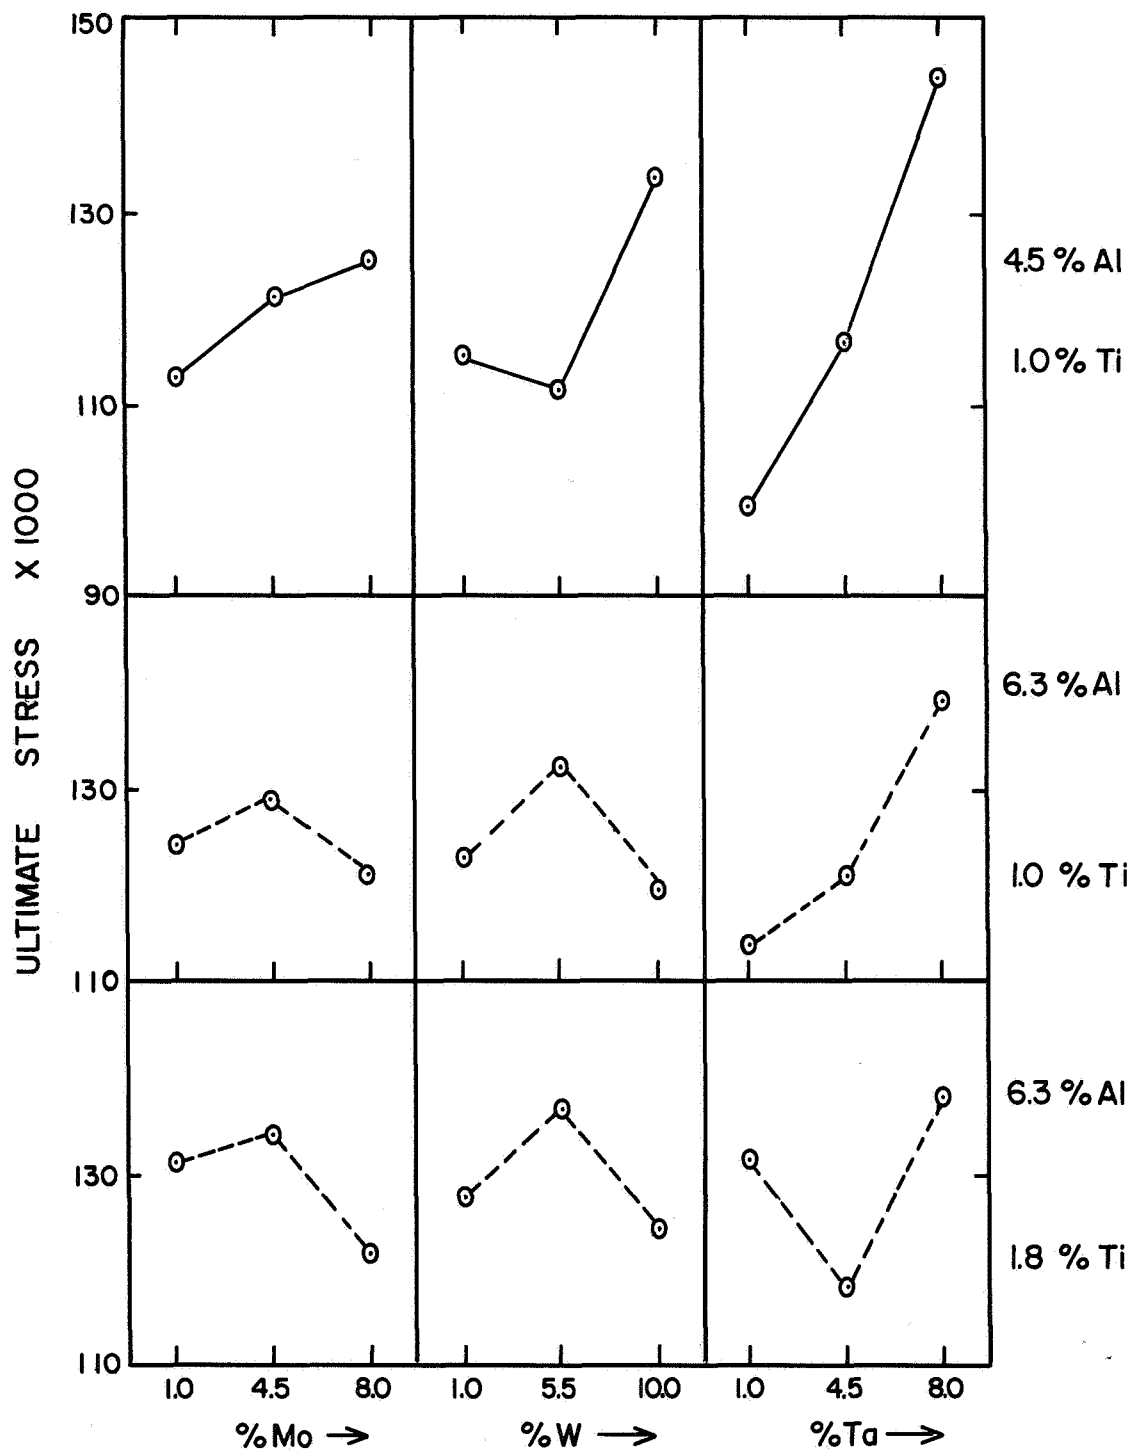 150
130
4.5 % Al
1.0 % Ti
110
90
6.3 % Al
130
1.0 % Ti
110
6.3 % Al
130
1.8 % Ti
110
ULTIMATE STRESS X 1000
1.0 4.5 8.0 1.0 5.5 10.0 1.0 4.5 8.0
% Mo → % W → % Ta →